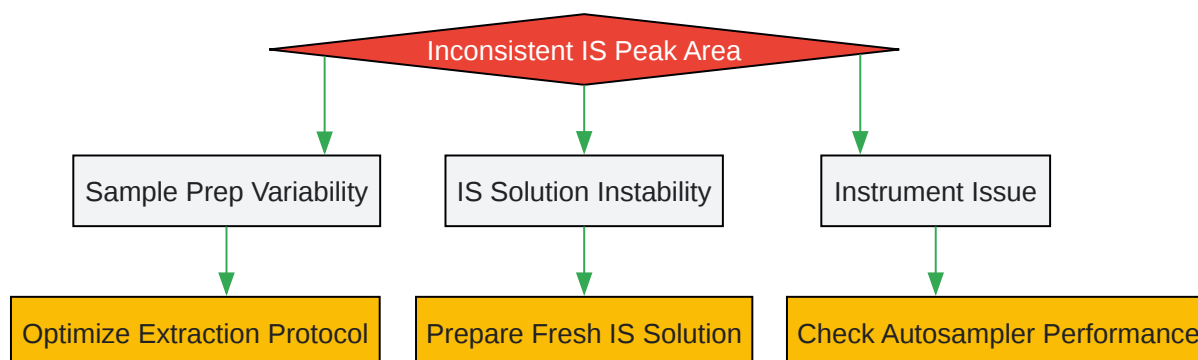 Inconsistent IS Peak Area
Sample Prep Variability
IS Solution Instability
Instrument Issue
Optimize Extraction Protocol
Prepare Fresh IS Solution
Check Autosampler Performance